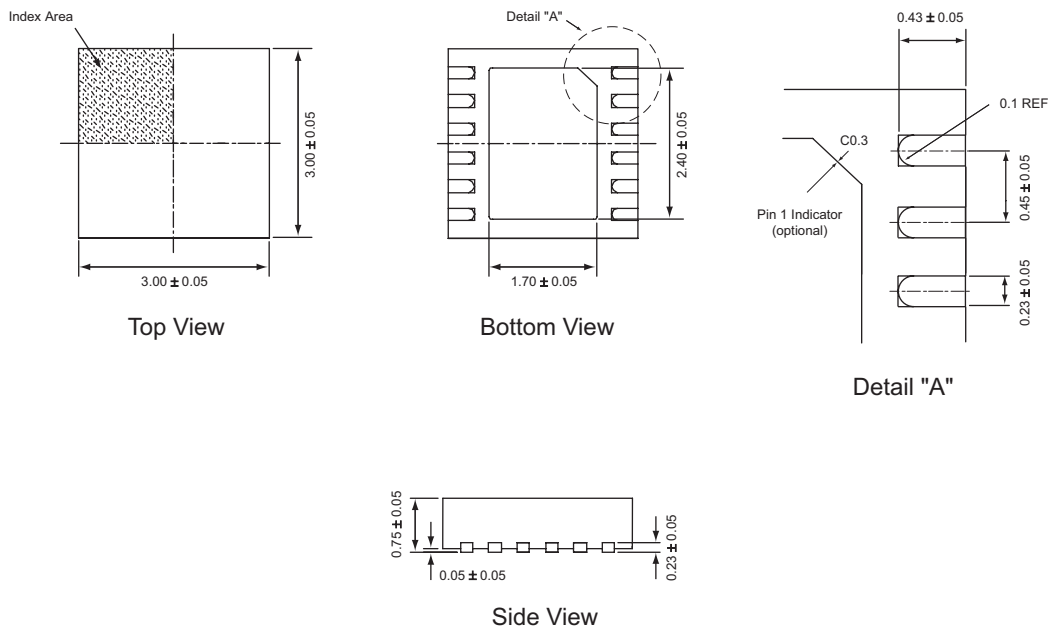 Index Area
3.00 ± 0.05
3.00 ± 0.05
Top View
Detail "A"
2.40 ± 0.05
1.70 ± 0.05
Bottom View
0.43 ± 0.05
0.1 REF
C0.3
0.45 ± 0.05
Pin 1 Indicator
(optional)
0.23 ± 0.05
Detail "A"
0.75 ± 0.05
0.05 ± 0.05
0.23 ± 0.05
Side View